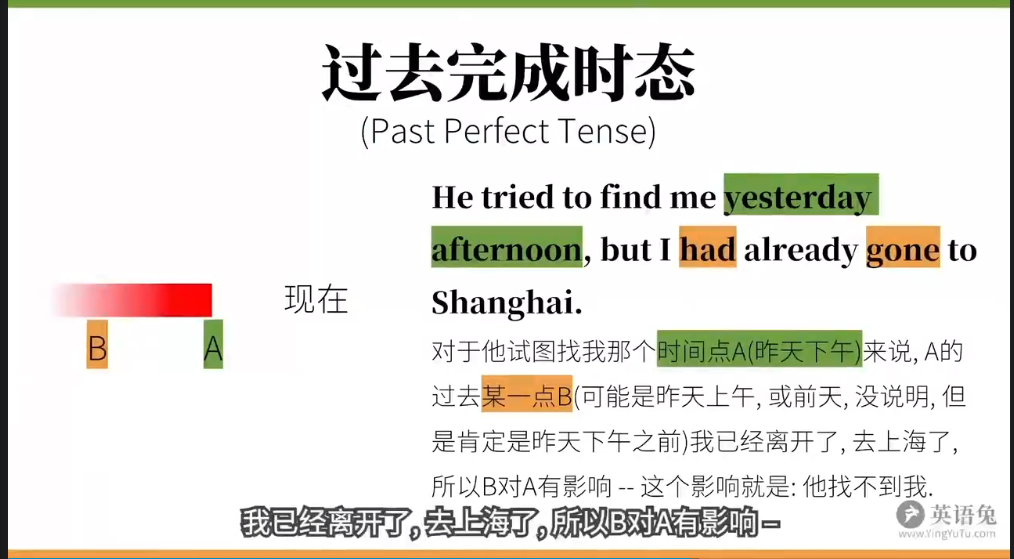 过去完成时态
(Past Perfect Tense)
He tried to find me yesterday
afternoon, but I had already gone to
Shanghai.
现在
B
A
对于他试图找我那个时间点A(昨天下午)来说, A的
过去某一点B(可能是昨天上午, 或前天, 没说明, 但
是肯定是昨天下午之前)我已经离开了, 去上海了,
所以B对A有影响 -- 这个影响就是: 他找不到我.
我已经离开了, 去上海了, 所以B对A有影响 –
英语兔
www.YingYuTu.com